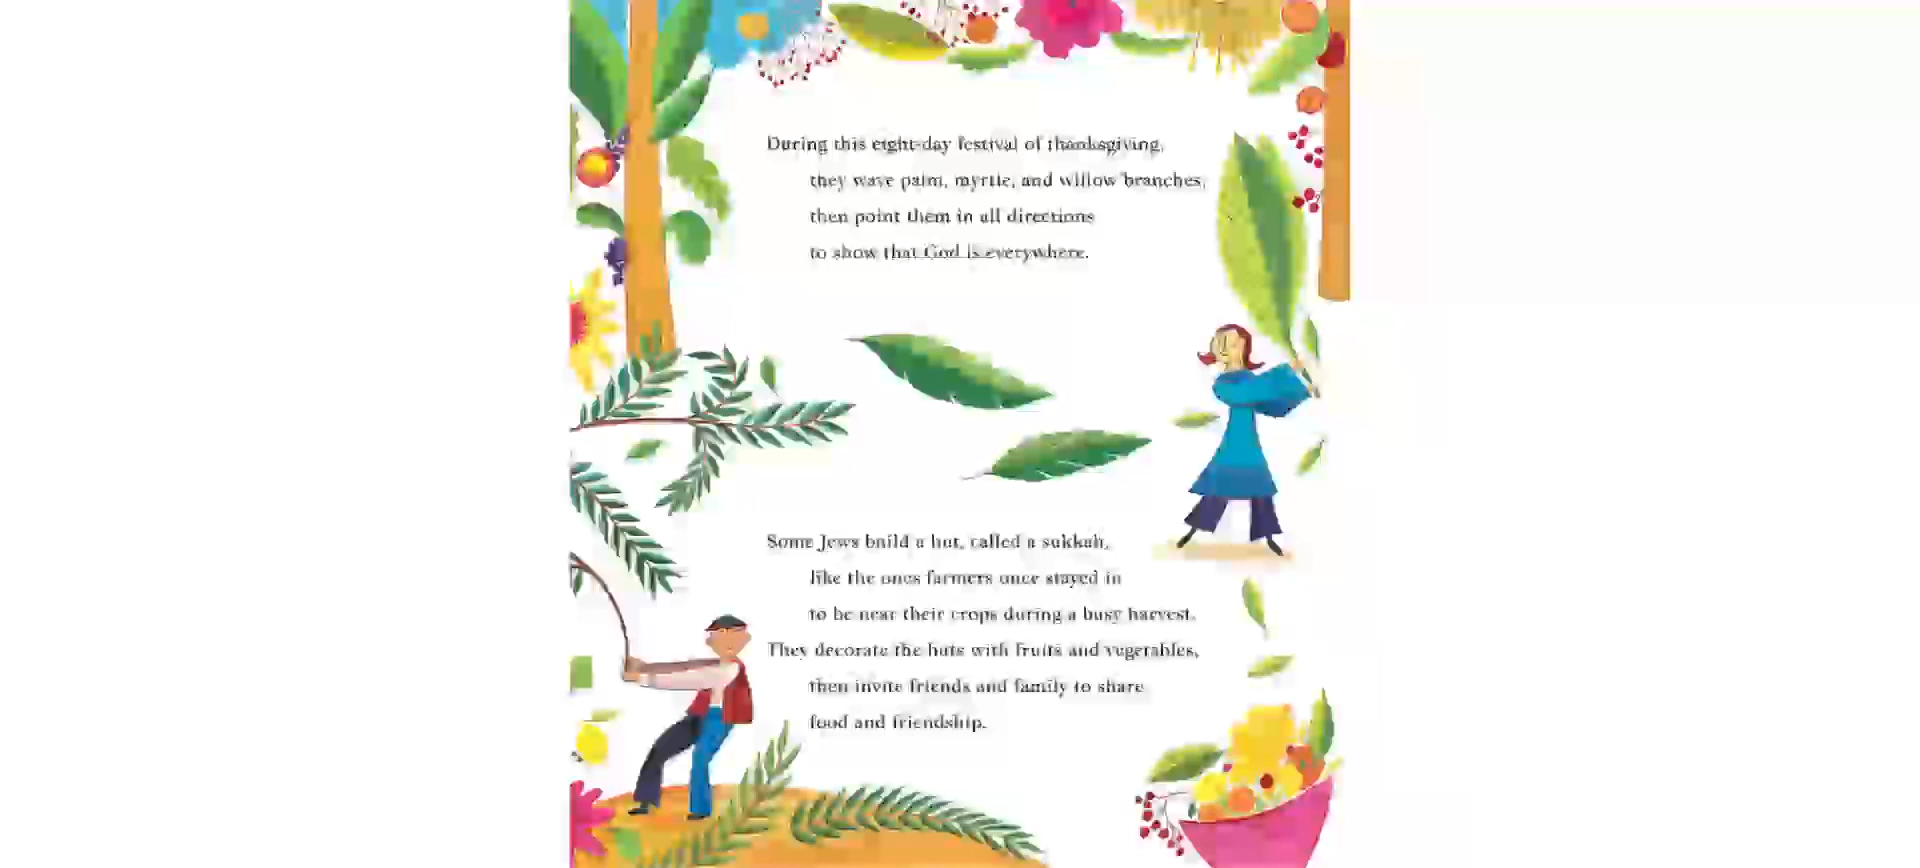 During this eight-day festival of thanksgiving,
they wave palm, myrtle, and willow branches,
then point them in all directions
to show that God is everywhere.
Some Jews build a hut, called a sukkah,
like the ones farmers once stayed in
to be near their crops during a busy harvest.
They decorate the huts with fruits and vegetables,
then invite friends and family to share
food and friendship.